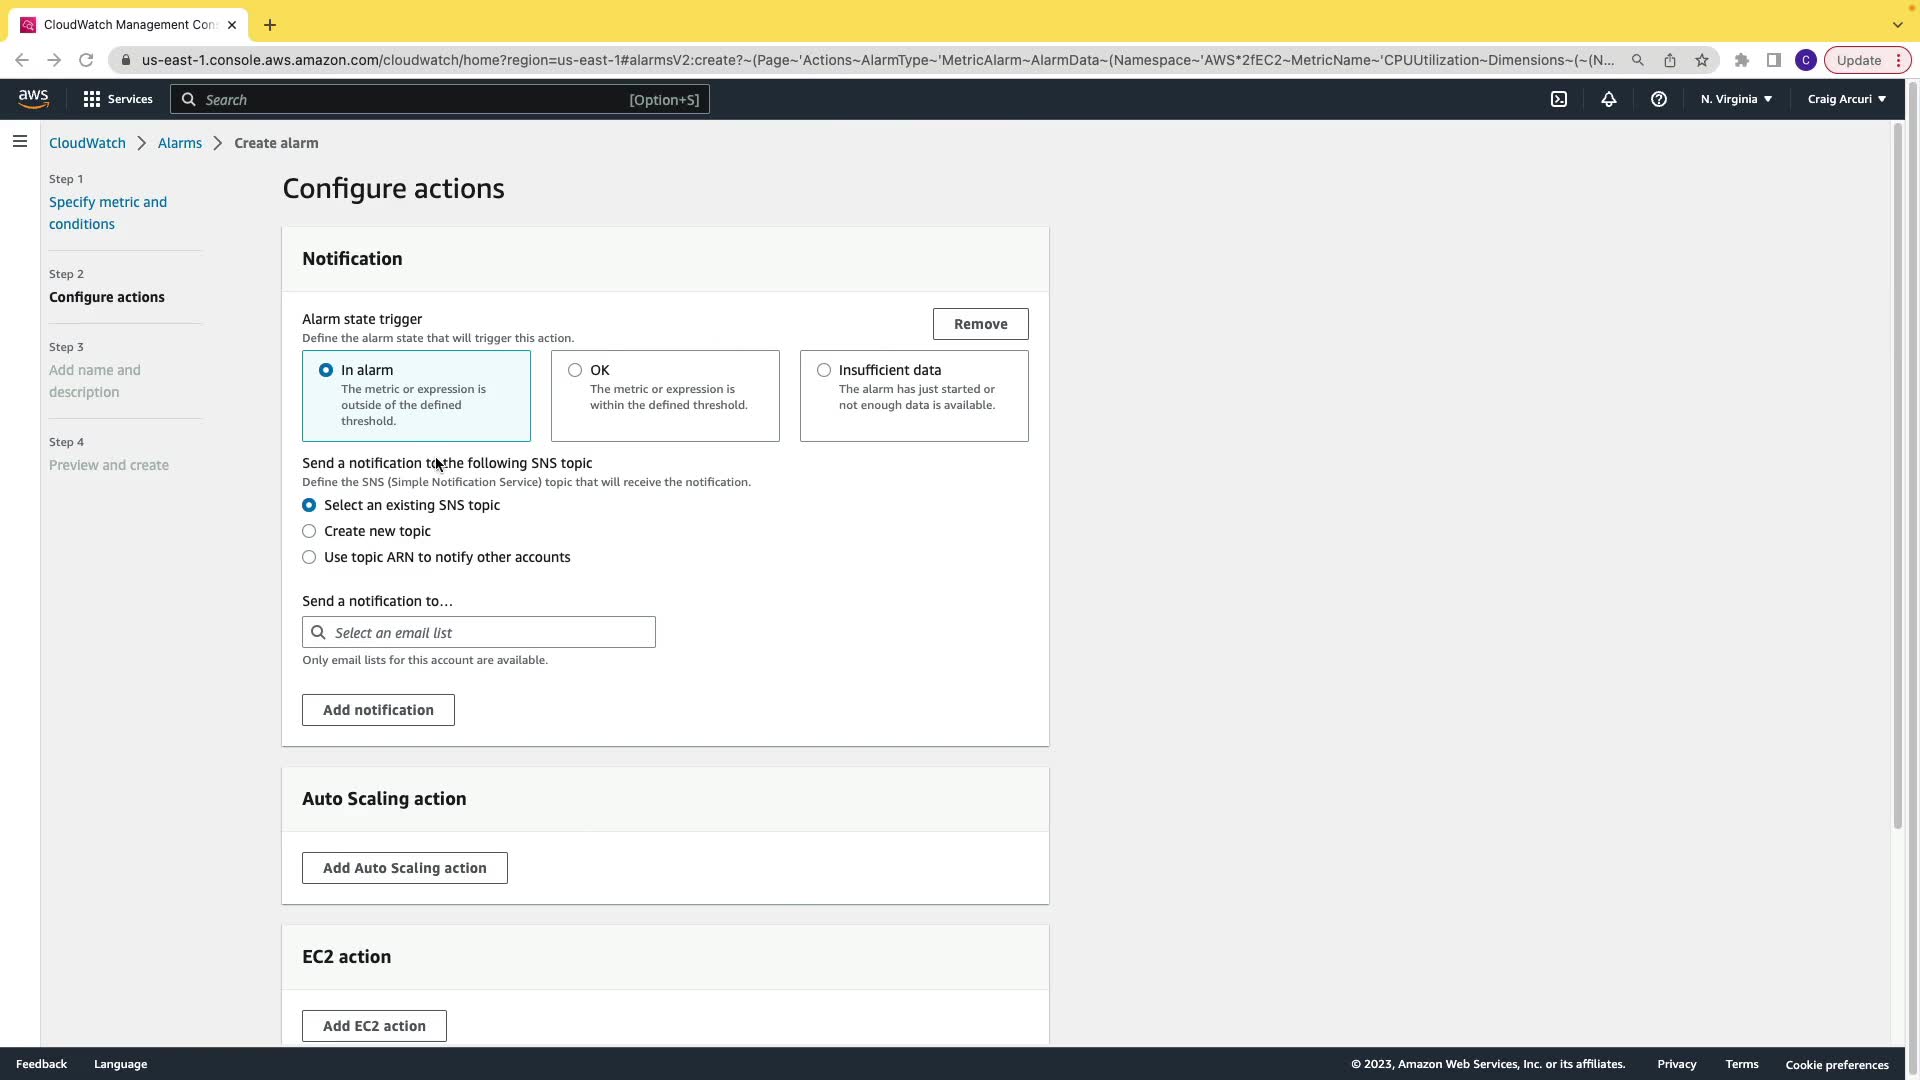 CloudWatch Management Con
us-east-1.console.aws.amazon.com/cloudwatch/home?region=us-east-1#alarmsV2:create?~(Page~'Actions~AlarmType~'MetricAlarm~AlarmData~(Namespace~'AWS*2fEC2~MetricName~'CPUUtilization~Dimensions~(~(N...
C
Update
aws
Services
Search
[Option+S]
N. Virginia
Craig Arcuri
CloudWatch
Alarms
Create alarm
Step 1
Specify metric and
conditions
Step 2
Configure actions
Step 3
Add name and
description
Step 4
Preview and create
Configure actions
Notification
Alarm state trigger
Define the alarm state that will trigger this action.
Remove
In alarm
The metric or expression is
outside of the defined
threshold.
OK
The metric or expression is
within the defined threshold.
Insufficient data
The alarm has just started or
not enough data is available.
Send a notification to the following SNS topic
Define the SNS (Simple Notification Service) topic that will receive the notification.
Select an existing SNS topic
Create new topic
Use topic ARN to notify other accounts
Send a notification to…
Select an email list
Only email lists for this account are available.
Add notification
Auto Scaling action
Add Auto Scaling action
EC2 action
Add EC2 action
Feedback
Language
© 2023, Amazon Web Services, Inc. or its affiliates.
Privacy
Terms
Cookie preferences